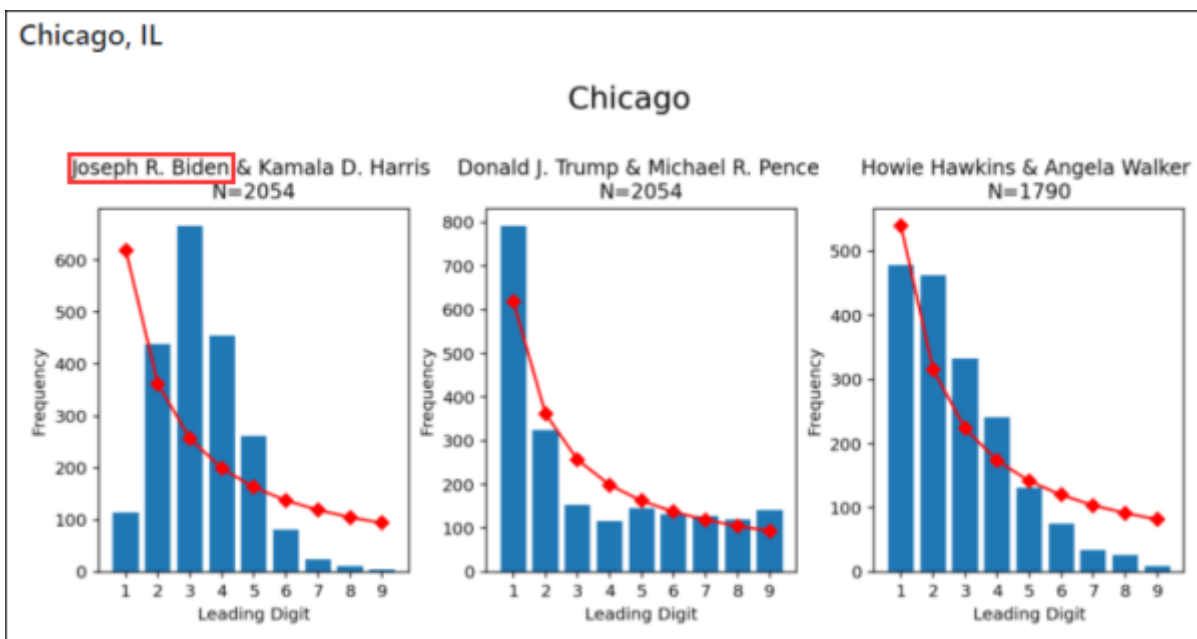 Chicago, IL
Chicago
Joseph R. Biden & Kamala D. Harris
N=2054
Donald J. Trump & Michael R. Pence
N=2054
Howie Hawkins & Angela Walker
N=1790
Frequency
600
500
400
300
200
100
0
1 2 3 4 5 6 7 8 9
Leading Digit
Frequency
800
700
600
500
400
300
200
100
0
1 2 3 4 5 6 7 8 9
Leading Digit
Frequency
500
400
300
200
100
0
1 2 3 4 5 6 7 8 9
Leading Digit